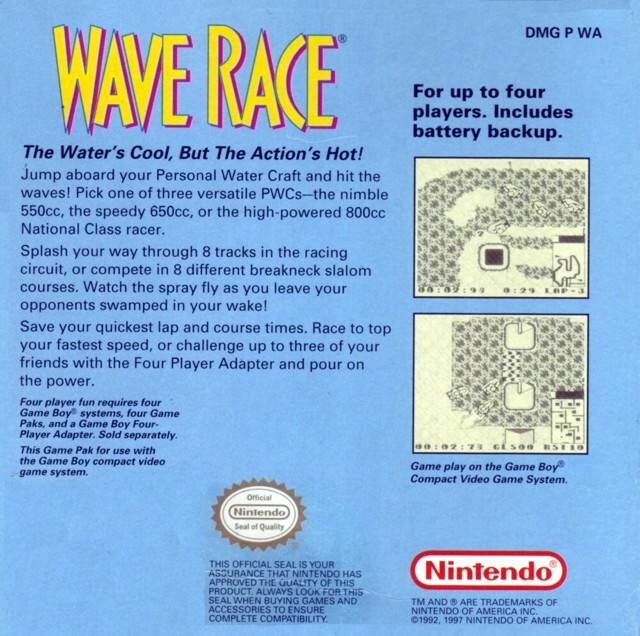 WAVE RACE®
DMG P WA
For up to four
players. Includes
battery backup.
The Water's Cool, But The Action's Hot!
Jump aboard your Personal Water Craft and hit the
waves! Pick one of three versatile PWCs—the nimble
550cc, the speedy 650cc, or the high-powered 800cc
National Class racer.
Splash your way through 8 tracks in the racing
circuit, or compete in 8 different breakneck slalom
courses. Watch the spray fly as you leave your
opponents swamped in your wake!
Save your quickest lap and course times. Race to top
your fastest speed, or challenge up to three of your
friends with the Four Player Adapter and pour on
the power.
Four player fun requires four
Game Boy® systems, four Game
Paks, and a Game Boy Four-
Player Adapter. Sold separately.
This Game Pak for use with
the Game Boy compact video
game system.
0:29 LAP-3
Game play on the Game Boy®
Compact Video Game System.
Official
Nintendo
Seal of Quality
THIS OFFICIAL SEAL IS YOUR
ASSURANCE THAT NINTENDO HAS
APPROVED THE QUALITY OF THIS
PRODUCT. ALWAYS LOOK FOR THIS
SEAL WHEN BUYING GAMES AND
ACCESSORIES TO ENSURE
COMPLETE COMPATIBILITY.
Nintendo®
TM AND ® ARE TRADEMARKS OF
NINTENDO OF AMERICA INC.
©1992, 1997 NINTENDO OF AMERICA INC.